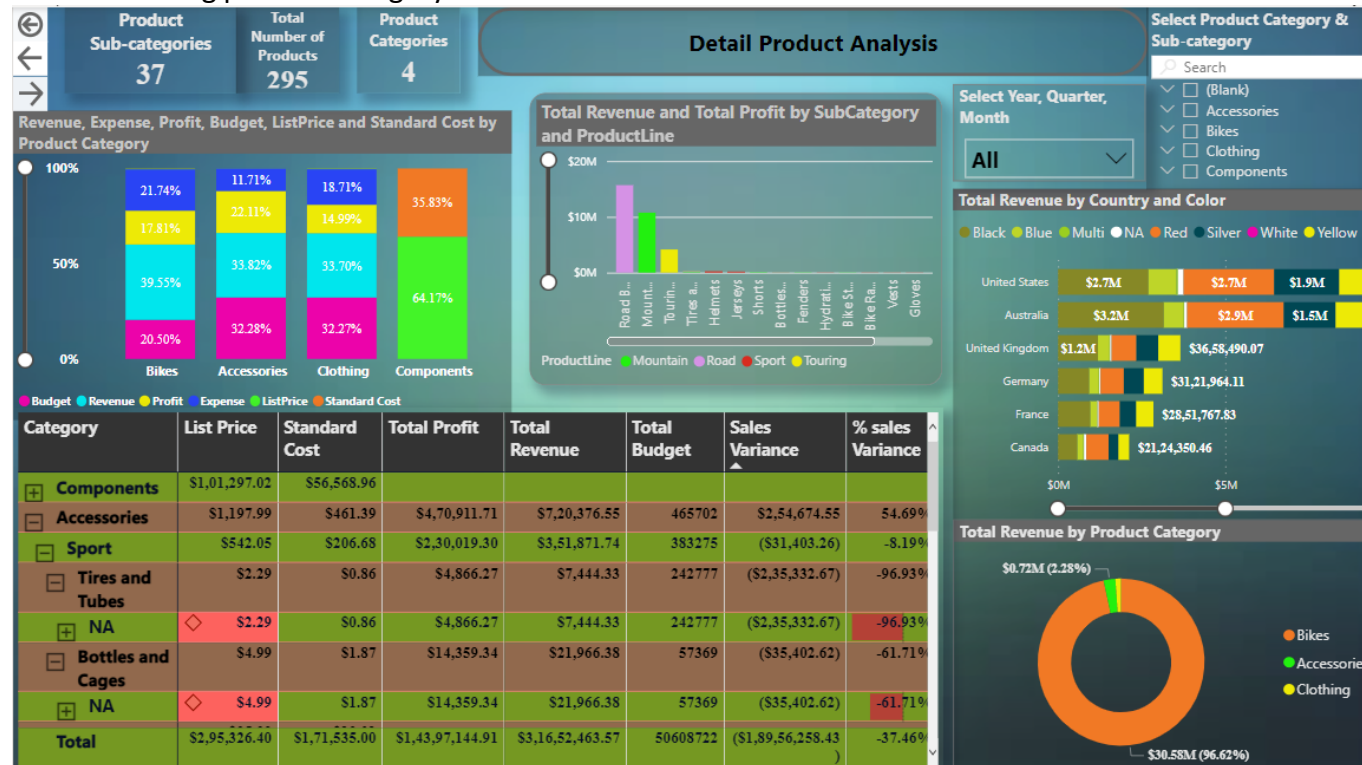 Product
Sub-categories
37
Total
Number of
Products
295
Product
Categories
4
Detail Product Analysis
Select Product Category &
Sub-category
Search
(Blank)
Accessories
Bikes
Clothing
Components
Select Year, Quarter,
Month
All
Revenue, Expense, Profit, Budget, ListPrice and Standard Cost by
Product Category
100%
50%
0%
21.74%
17.81%
39.55%
20.50%
11.71%
22.11%
33.82%
32.28%
18.71%
14.99%
33.70%
32.27%
35.83%
64.17%
Bikes Accessories Clothing Components
Budget Revenue Profit Expense ListPrice Standard Cost
Total Revenue and Total Profit by SubCategory
and ProductLine
$20M
$10M
$0M
Road B...
Mount...
Tourin...
Tires a...
Helmets
Jerseys
Shorts
Bottles...
Fenders
Hydrati...
Bike St...
Bike Ra...
Vests
Gloves
ProductLine Mountain Road Sport Touring
Total Revenue by Country and Color
Black Blue Multi NA Red Silver White Yellow
United States $2.7M $2.7M $1.9M
Australia $3.2M $2.9M $1.5M
United Kingdom $1.2M $36,58,490.07
Germany $31,21,964.11
France $28,51,767.83
Canada $21,24,350.46
$0M $5M
Category List Price Standard Cost Total Profit Total Revenue Total Budget Sales Variance % sales Variance
Components $1,01,297.02 $56,568.96
Accessories $1,197.99 $461.39 $4,70,911.71 $7,20,376.55 465702 $2,54,674.55 54.69%
Sport $542.05 $206.68 $2,30,019.30 $3,51,871.74 383275 ($31,403.26) -8.19%
Tires and Tubes $2.29 $0.86 $4,866.27 $7,444.33 242777 ($2,35,332.67) -96.93%
NA $2.29 $0.86 $4,866.27 $7,444.33 242777 ($2,35,332.67) -96.93%
Bottles and Cages $4.99 $1.87 $14,359.34 $21,966.38 57369 ($35,402.62) -61.71%
NA $4.99 $1.87 $14,359.34 $21,966.38 57369 ($35,402.62) -61.71%
Total $2,95,326.40 $1,71,535.00 $1,43,97,144.91 $3,16,52,463.57 50608722 ($1,89,56,258.43) -37.46%
Total Revenue by Product Category
$0.72M (2.28%)
Bikes
Accessorie
Clothing
$30.58M (96.62%)